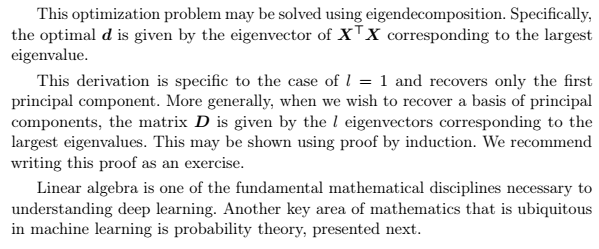 This optimization problem may be solved using eigendecomposition. Specifically,
the optimal d is given by the eigenvector of X⊤X corresponding to the largest
eigenvalue.
This derivation is specific to the case of l = 1 and recovers only the first
principal component. More generally, when we wish to recover a basis of principal
components, the matrix D is given by the l eigenvectors corresponding to the
largest eigenvalues. This may be shown using proof by induction. We recommend
writing this proof as an exercise.
Linear algebra is one of the fundamental mathematical disciplines necessary to
understanding deep learning. Another key area of mathematics that is ubiquitous
in machine learning is probability theory, presented next.